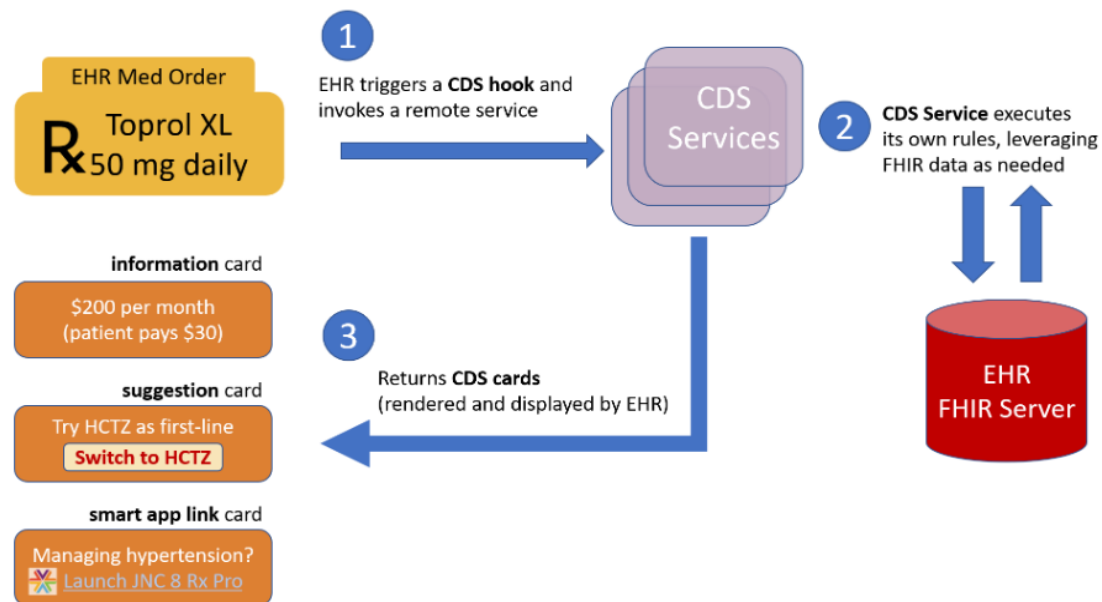 EHR Med Order
Rx Toprol XL
50 mg daily
1
EHR triggers a CDS hook and
invokes a remote service
CDS
Services
2
CDS Service executes
its own rules, leveraging
FHIR data as needed
information card
$200 per month
(patient pays $30)
suggestion card
Try HCTZ as first-line
Switch to HCTZ
smart app link card
Managing hypertension?
Launch JNC 8 Rx Pro
3
Returns CDS cards
(rendered and displayed by EHR)
EHR
FHIR Server